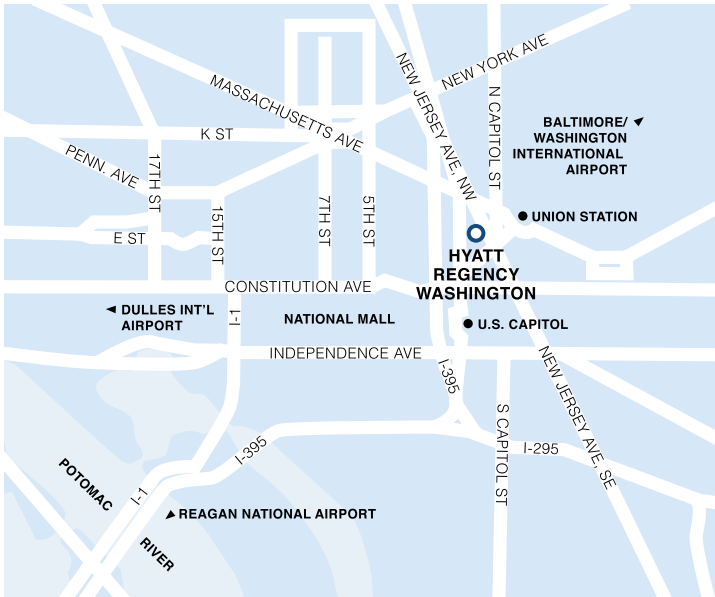 NEW YORK AVE
MASSACHUSETTS AVE
NEW JERSEY AVE, NW
N CAPITOL ST
BALTIMORE/
WASHINGTON
INTERNATIONAL
AIRPORT
K ST
PENN. AVE
17TH ST
15TH ST
7TH ST
5TH ST
UNION STATION
E ST
HYATT
REGENCY
WASHINGTON
CONSTITUTION AVE
DULLES INT'L
AIRPORT
I-1
NATIONAL MALL
U.S. CAPITOL
INDEPENDENCE AVE
I-395
NEW JERSEY AVE, SE
S CAPITOL ST
I-395
I-295
POTOMAC
I-1
REAGAN NATIONAL AIRPORT
RIVER